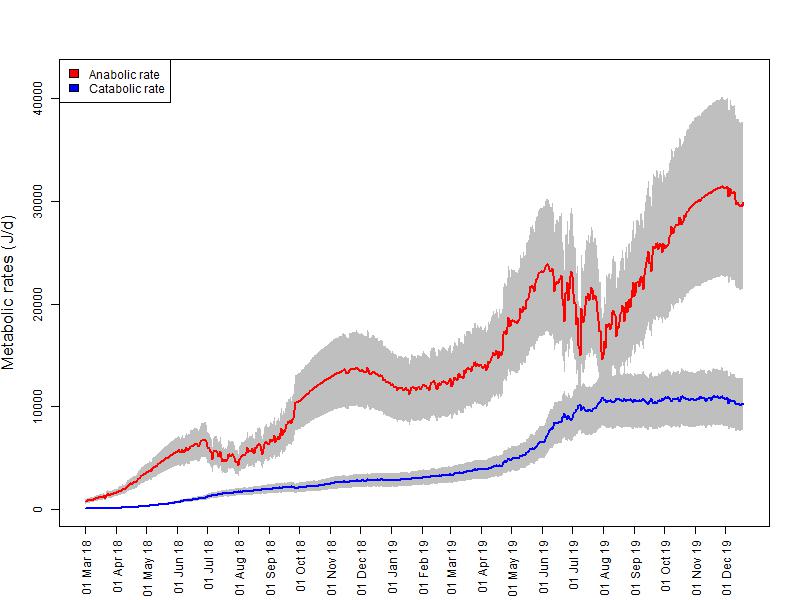 Anabolic rate
Catabolic rate
Metabolic rates (J/d)
40000
30000
20000
10000
0
01 Mar 18
01 Apr 18
01 May 18
01 Jun 18
01 Jul 18
01 Aug 18
01 Sep 18
01 Oct 18
01 Nov 18
01 Dec 18
01 Jan 19
01 Feb 19
01 Mar 19
01 Apr 19
01 May 19
01 Jun 19
01 Jul 19
01 Aug 19
01 Sep 19
01 Oct 19
01 Nov 19
01 Dec 19